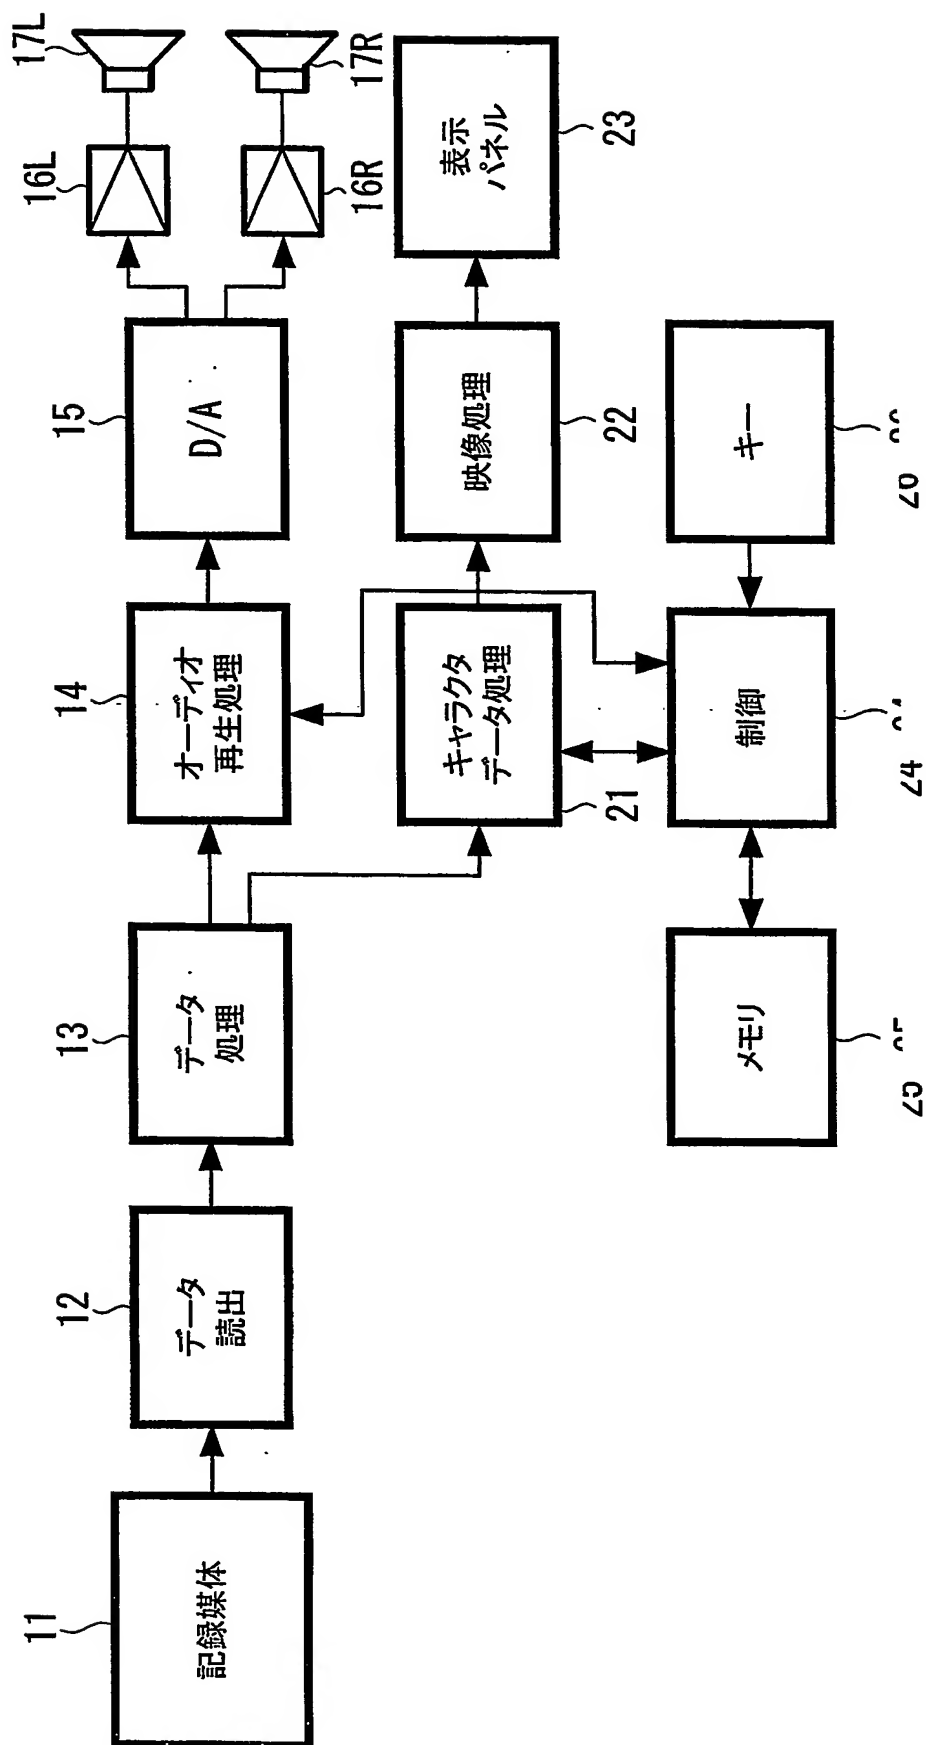 11
記録媒体
12
データ
読出
13
データ
処理
14
オーディオ
再生処理
15
D/A
16L
17L
16R
17R
21
キャラクタ
データ処理
22
映像処理
23
表示
パネル
メモリ
制御
キー